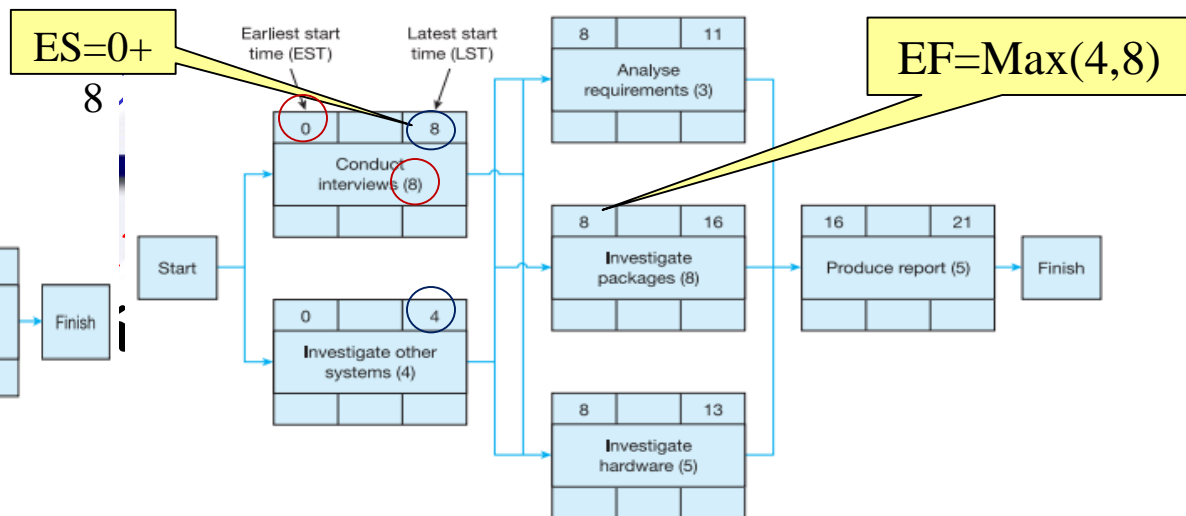 ES=0+
8
Earliest start
time (EST)
Latest start
time (LST)
EF=Max(4,8)
0 8
Conduct
interviews (8)
8 11
Analyse
requirements (3)
Start
0 4
Investigate other
systems (4)
8 16
Investigate
packages (8)
8 13
Investigate
hardware (5)
16 21
Produce report (5)
Finish
Finish